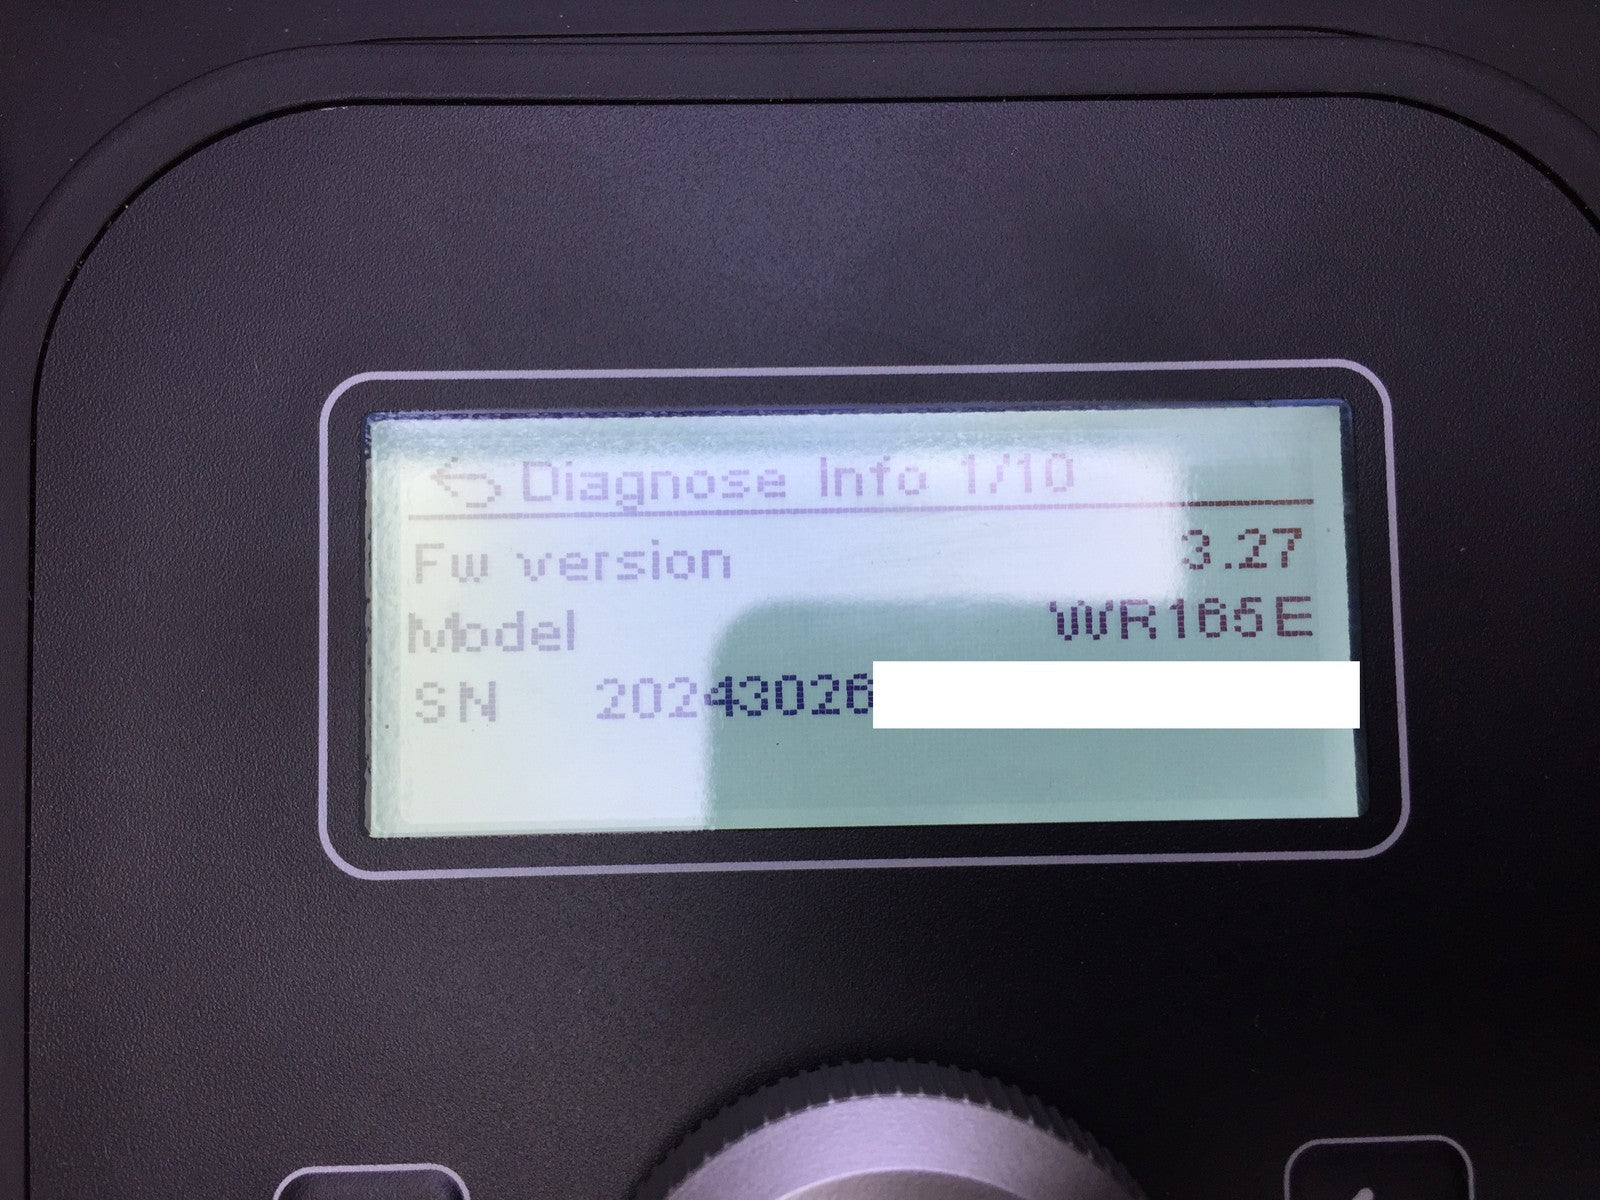 Diagnose Info 1/10
Fw version 3.27
Model WR165E
SN 20243026